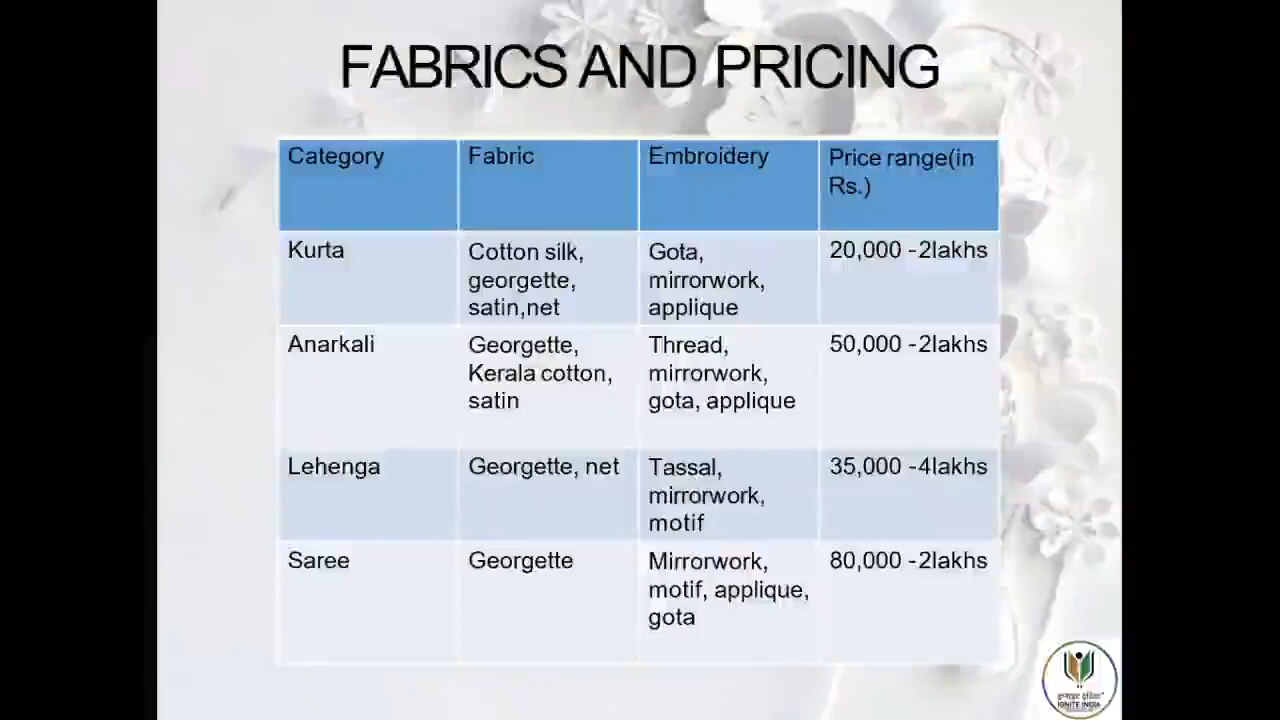 FABRICS AND PRICING
Category
Fabric
Embroidery
Price range(in
Rs.)
Kurta
Cotton silk,
georgette,
satin,net
Gota,
mirrorwork,
applique
20,000 -2lakhs
Anarkali
Georgette,
Kerala cotton,
satin
Thread,
mirrorwork,
gota, applique
50,000 -2lakhs
Lehenga
Georgette, net
Tassal,
mirrorwork,
motif
35,000 -4lakhs
Saree
Georgette
Mirrorwork,
motif, applique,
gota
80,000 -2lakhs
IGNITE INDIA